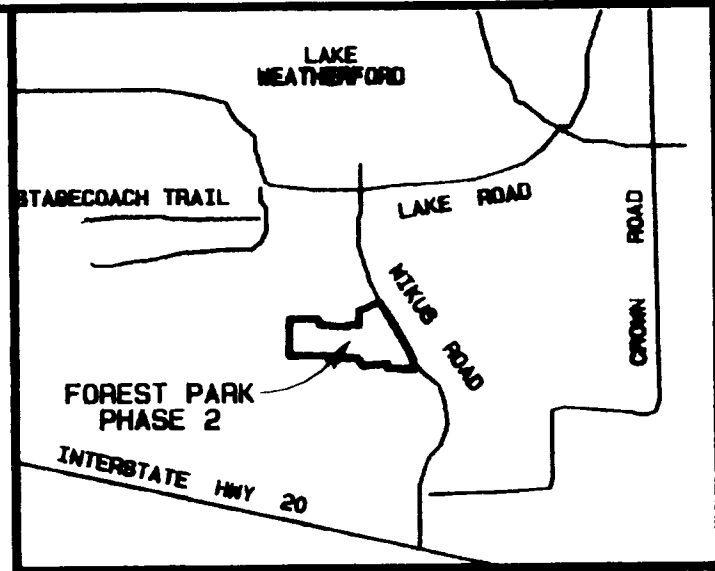 LAKE
WEATHERFORD
STAGECOACH TRAIL
LAKE ROAD
CROWN ROAD
MIKUS ROAD
FOREST PARK
PHASE 2
INTERSTATE HWY 20